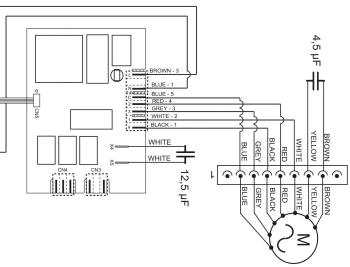 4,5 µF
BROWN - 3
BLUE - 1
BLUE - 5
RED - 4
GREY - 3
WHITE - 2
BLACK - 1
CN5
X4
WHITE
WHITE
CN4
CN3
12,5 µF
BLUE
GREY
BLACK
RED
WHITE
YELLOW
BROWN
BLUE
GREY
BLACK
RED
WHITE
YELLOW
BROWN
M